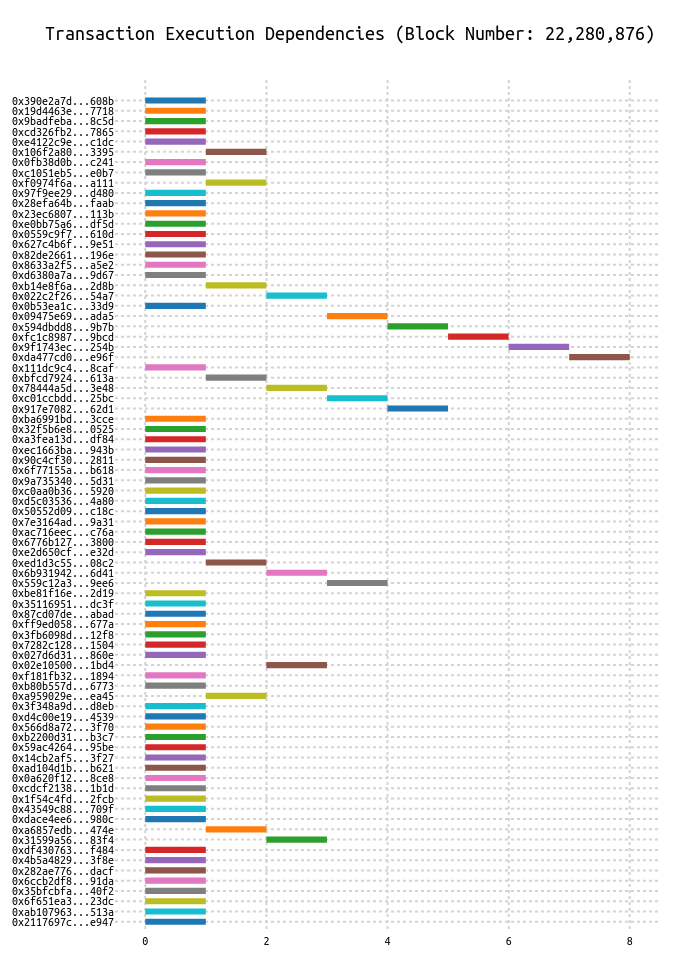 Transaction Execution Dependencies (Block Number: 22,280,876)
0x390e2a7d...608b
0x19d4463e...7718
0x9badfeba...8c5d
0xcd326fb2...7865
0xe4122c9e...c1dc
0x106f2a80...3395
0x0fb38d0b...c241
0xc1051eb5...e0b7
0xf0974f6a...a111
0x97f9ee29...d480
0x28efa64b...faab
0x23ec6807...113b
0xe0bb75a6...df5d
0x0559c9f7...610d
0x627c4b6f...9e51
0x82de2661...196e
0x8633a2f5...a5e2
0xd6380a7a...9d67
0xb14e8f6a...2d8b
0x022c2f26...54a7
0x0b53ea1c...33d9
0x09475e69...ada5
0x594dbdd8...9b7b
0xfc1c8987...9bcd
0x9f1743ec...254b
0xda477cd0...e96f
0x111dc9c4...8caf
0xbfcd7924...613a
0x78444a5d...3e48
0xc01ccbdd...25bc
0x917e7082...62d1
0xba6991bd...3cce
0x32f5b6e8...0525
0xa3fea13d...df84
0xec1663ba...943b
0x90c4cf30...2811
0x6f77155a...b618
0x9a735340...5d31
0xc0aa0b36...5920
0xd5c03536...4a80
0x50552d09...c18c
0x7e3164ad...9a31
0xac716eec...c76a
0x6776b127...3800
0xe2d650cf...e32d
0xed1d3c55...08c2
0x6b931942...6d41
0x559c12a3...9ee6
0xbe81f16e...2d19
0x35116951...dc3f
0x87cd07de...abad
0xff9ed058...677a
0x3fb6098d...12f8
0x7282c128...1504
0x027d6d31...860e
0x02e10500...1bd4
0xf181fb32...1894
0xb80b557d...6773
0xa959029e...ea45
0x3f348a9d...d8eb
0xd4c00e19...4539
0x566d8a72...3f70
0xb2200d31...b3c7
0x59ac4264...95be
0x14cb2af5...3f27
0xad104d1b...b621
0x0a620f12...8ce8
0xcdcf2138...1b1d
0x1f54c4fd...2fcb
0x43549c88...709f
0xdace4ee6...980c
0xa6857edb...474e
0x31599a56...83f4
0xdf430763...f484
0x4b5a4829...3f8e
0x282ae776...dacf
0x6ccb2df8...91da
0x35bfcbfa...40f2
0x6f651ea3...23dc
0xab107963...513a
0x2117697c...e947
0 2 4 6 8